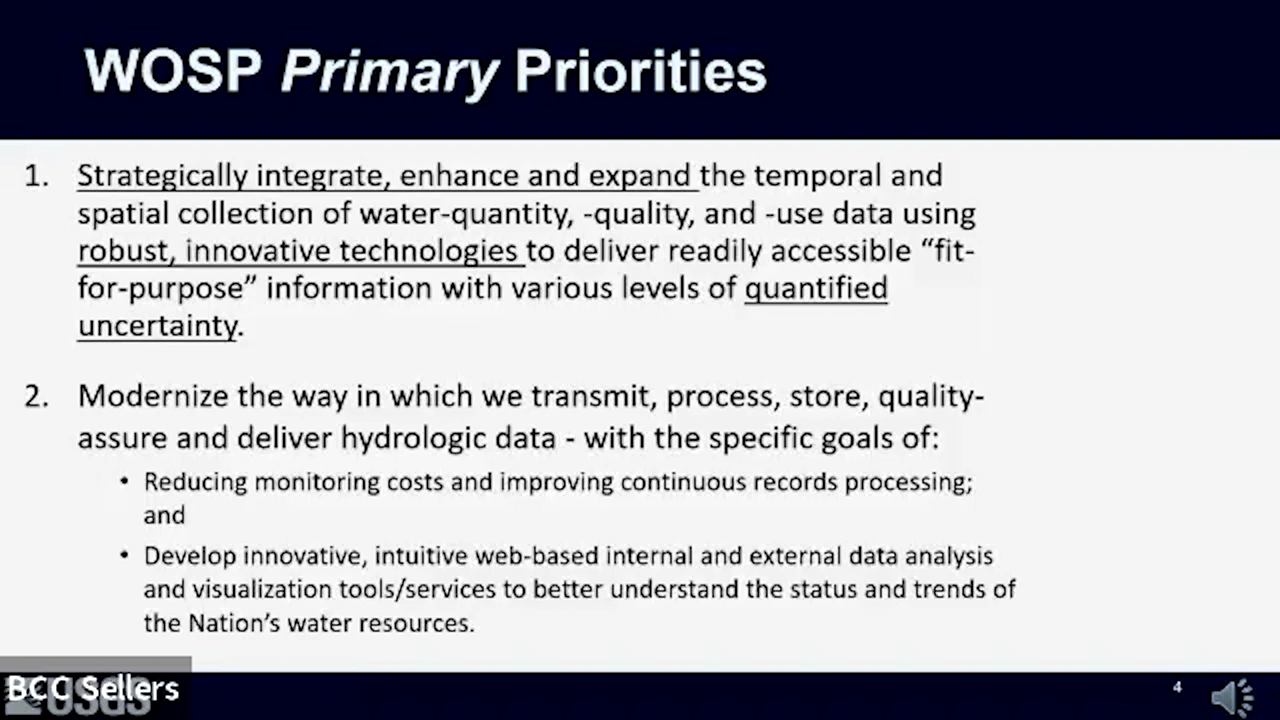 WOSP Primary Priorities
1. Strategically integrate, enhance and expand the temporal and
spatial collection of water-quantity, -quality, and -use data using
robust, innovative technologies to deliver readily accessible “fit-
for-purpose” information with various levels of quantified
uncertainty.
2. Modernize the way in which we transmit, process, store, quality-
assure and deliver hydrologic data - with the specific goals of:
• Reducing monitoring costs and improving continuous records processing;
and
• Develop innovative, intuitive web-based internal and external data analysis
and visualization tools/services to better understand the status and trends of
the Nation’s water resources.
BCC Sellers
USGS
4